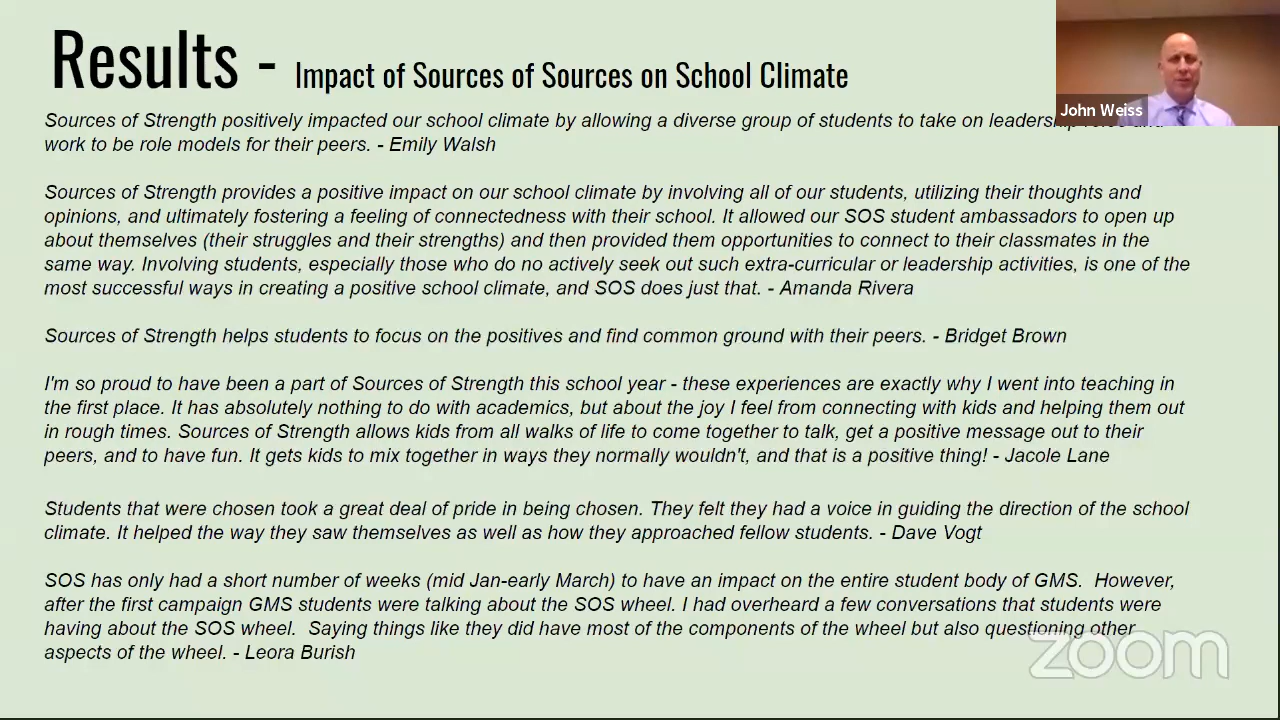 Results - Impact of Sources of Sources on School Climate
John Weiss
Sources of Strength positively impacted our school climate by allowing a diverse group of students to take on
work to be role models for their peers. - Emily Walsh
Sources of Strength provides a positive impact on our school climate by involving all of our students, utilizing their thoughts and
opinions, and ultimately fostering a feeling of connectedness with their school. It allowed our SOS student ambassadors to open up
about themselves (their struggles and their strengths) and then provided them opportunities to connect to their classmates in the
same way. Involving students, especially those who do no actively seek out such extra-curricular or leadership activities, is one of the
most successful ways in creating a positive school climate, and SOS does just that. - Amanda Rivera
Sources of Strength helps students to focus on the positives and find common ground with their peers. - Bridget Brown
I'm so proud to have been a part of Sources of Strength this school year - these experiences are exactly why I went into teaching in
the first place. It has absolutely nothing to do with academics, but about the joy I feel from connecting with kids and helping them out
in rough times. Sources of Strength allows kids from all walks of life to come together to talk, get a positive message out to their
peers, and to have fun. It gets kids to mix together in ways they normally wouldn't, and that is a positive thing! - Jacole Lane
Students that were chosen took a great deal of pride in being chosen. They felt they had a voice in guiding the direction of the school
climate. It helped the way they saw themselves as well as how they approached fellow students. - Dave Vogt
SOS has only had a short number of weeks (mid Jan-early March) to have an impact on the entire student body of GMS. However,
after the first campaign GMS students were talking about the SOS wheel. I had overheard a few conversations that students were
having about the SOS wheel. Saying things like they did have most of the components of the wheel but also questioning other
aspects of the wheel. - Leora Burish
zoom